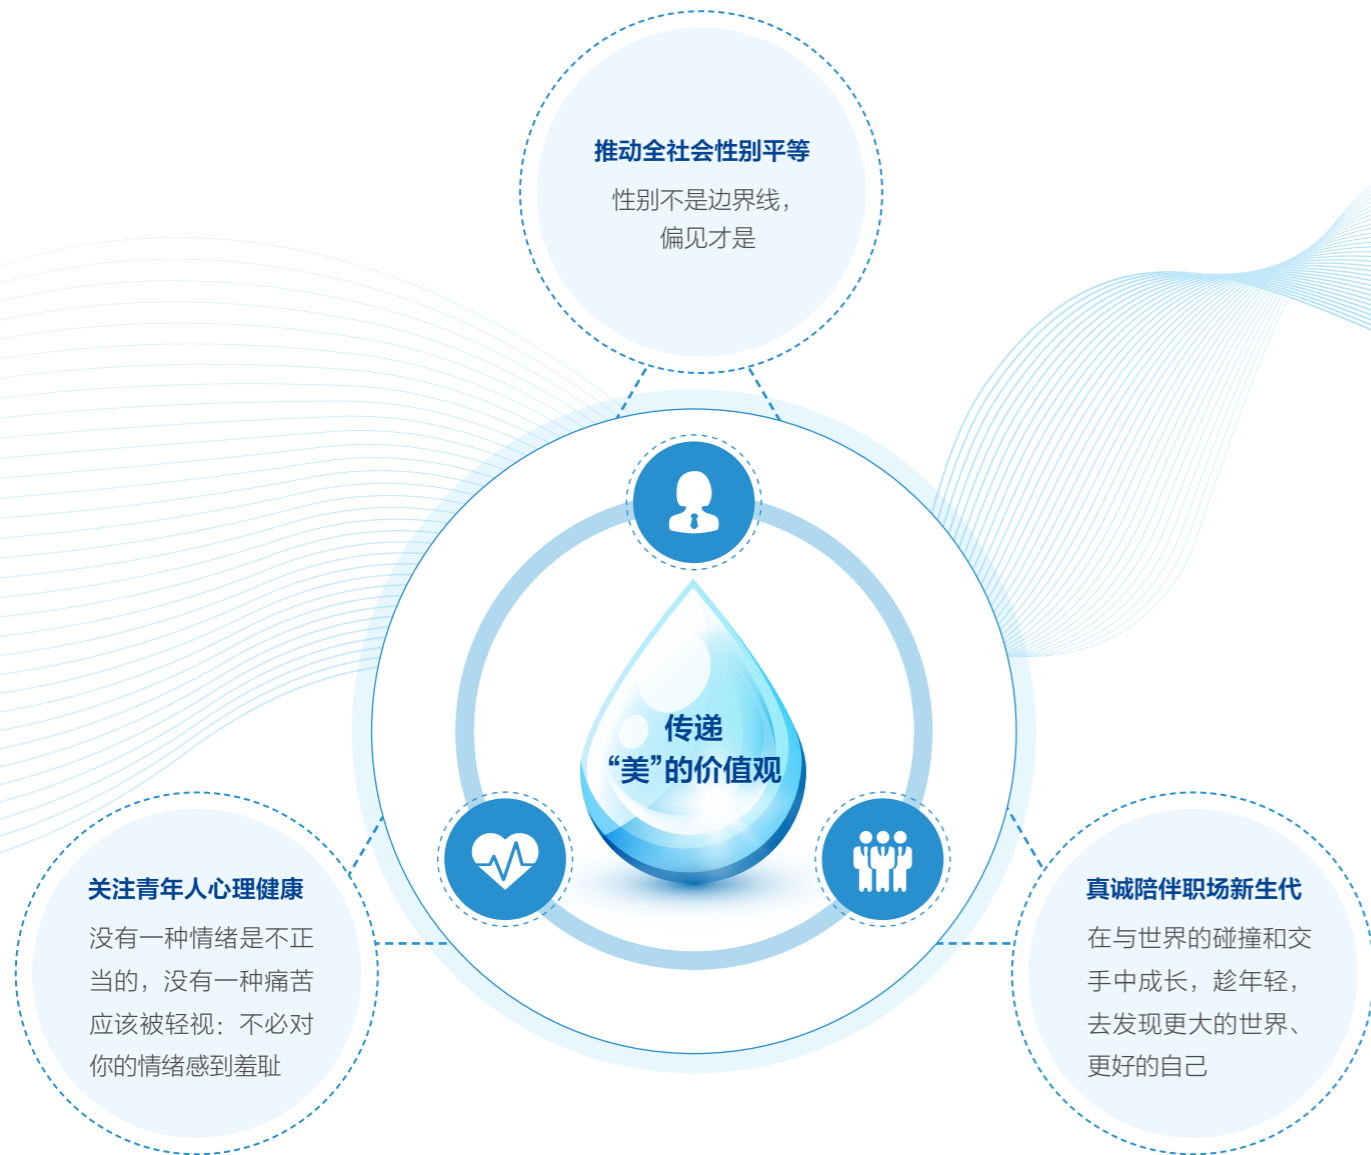 推动全社会性别平等
性别不是边界线，
偏见才是
传递
“美”的价值观
关注青年人心理健康
没有一种情绪是不正
当的，没有一种痛苦
应该被轻视：不必对
你的情绪感到羞耻
真诚陪伴职场新生代
在与世界的碰撞和交
手中成长，趁年轻，
去发现更大的世界、
更好的自己